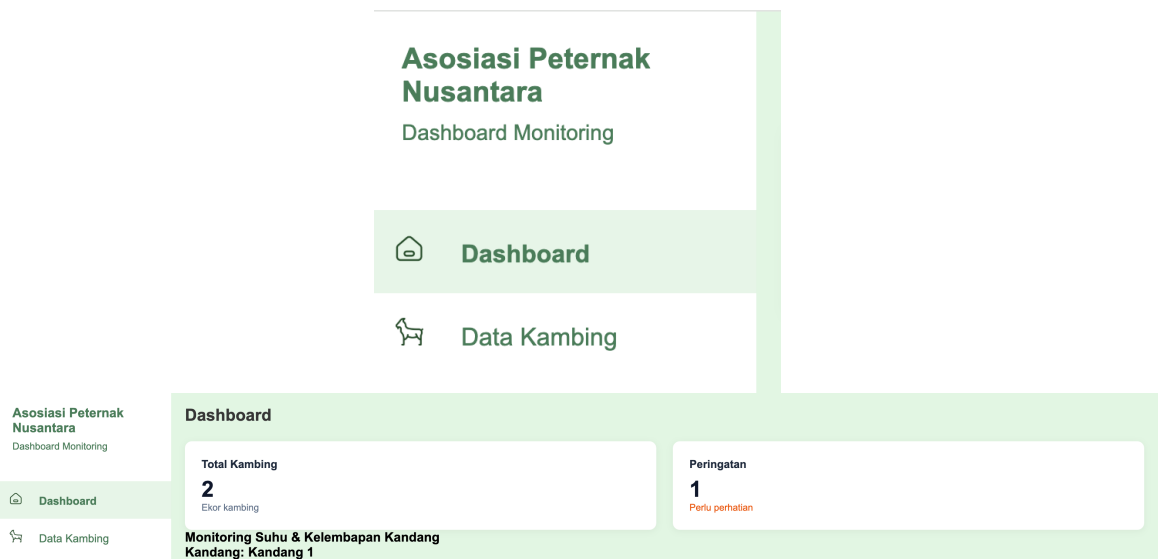 Asosiasi Peternak
Nusantara
Dashboard Monitoring
Dashboard
Data Kambing
Asosiasi Peternak
Nusantara
Dashboard Monitoring
Dashboard
Data Kambing
Dashboard
Total Kambing
2
Ekor kambing
Peringatan
1
Perlu perhatian
Monitoring Suhu & Kelembapan Kandang
Kandang: Kandang 1